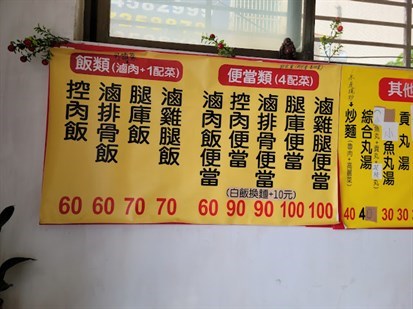 飯類(滷肉+1配菜)
控肉飯
滷排骨飯
腿庫飯
滷雞腿飯
60 60 70 70
便當類(4配菜)
滷肉飯便當
控肉便當
滷排骨便當
腿庫便當
滷雞腿便當
(白飯換麵+10元)
60 90 90 100 100
其
炒麵
綜合丸湯
小魚丸湯
貢丸湯
40 4 30 30